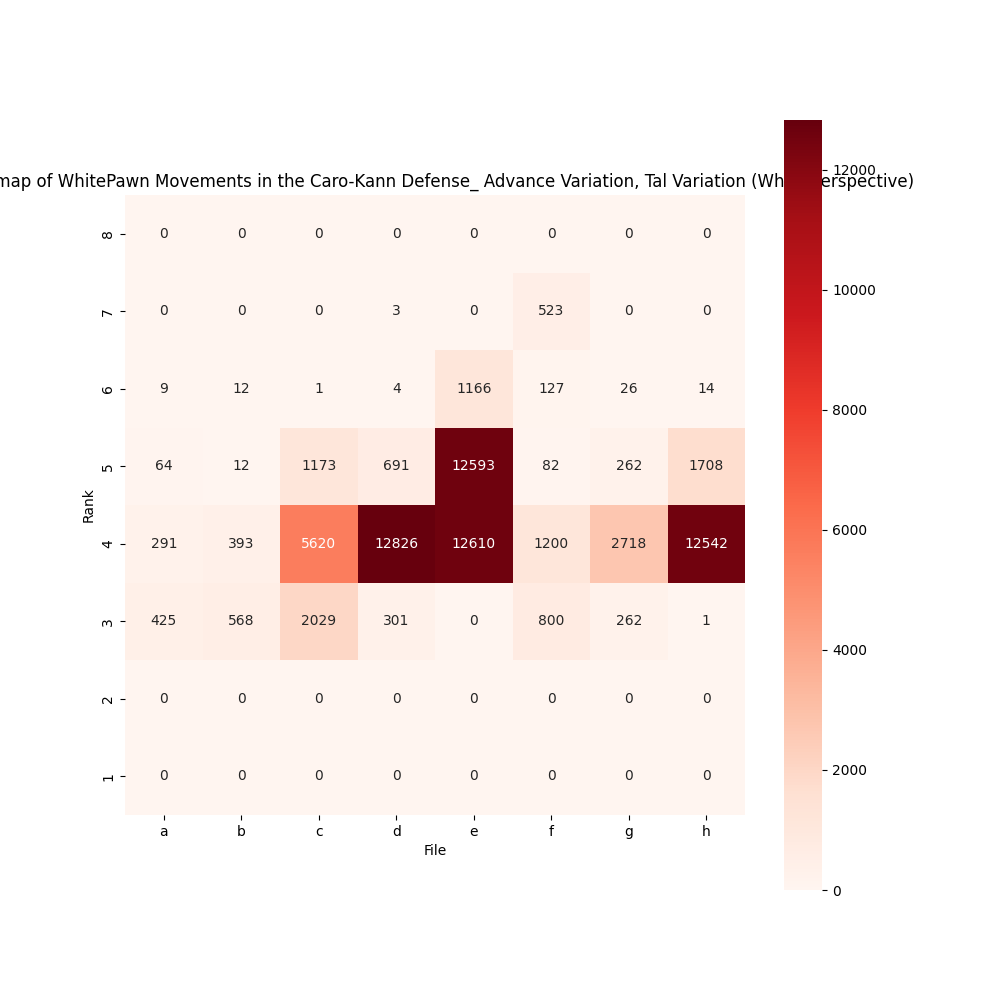 map of WhitePawn Movements in the Caro-Kann Defense_ Advance Variation, Tal Variation (Wh erspective)
12000
8 0 0 0 0 0 0 0 0
10000
7 0 0 0 3 0 523 0 0
6 9 12 1 4 1166 127 26 14
8000
5 64 12 1173 691 12593 82 262 1708
Rank
6000
4 291 393 5620 12826 12610 1200 2718 12542
4000
3 425 568 2029 301 0 800 262 1
2 0 0 0 0 0 0 0 0
2000
1 0 0 0 0 0 0 0 0
a b c d e f g h
File
0